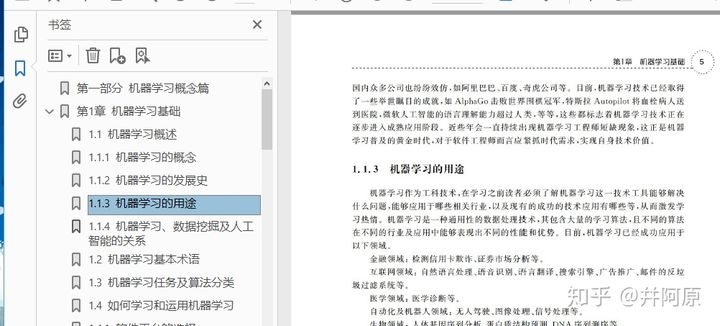 书签
第一部分 机器学习概念篇
第1章 机器学习基础
1.1 机器学习概述
1.1.1 机器学习的概念
1.1.2 机器学习的发展史
1.1.3 机器学习的用途
1.1.4 机器学习、数据挖掘及人工
智能的关系
1.2 机器学习基本术语
1.3 机器学习任务及算法分类
1.4 如何学习和运用机器学习
第1章 机器学习基础 5
国内众多公司也纷纷效仿,如阿里巴巴、百度、奇虎公司等。目前,机器学习技术已经取得
了一些举世瞩目的成就,如 AlphaGo 击败世界围棋冠军,特斯拉 Autopilot 将血栓病人送
到医院,微软人工智能的语言理解能力超过人类,等等,这些都标志着机器学习技术正在
逐步进入成熟应用阶段。近些年会一直持续出现机器学习工程师短缺现象,这正是机器
学习普及的黄金时代,对于软件工程师而言应紧抓时代需求,实现自身技术价值。
1.1.3 机器学习的用途
机器学习作为工科技术,在学习之前读者必须了解机器学习这一技术工具能够解决
什么问题,能够应用于哪些相关行业,以及现有的成功的技术应用有哪些等,从而激发学
习热情。机器学习是一种通用性的数据处理技术,其包含大量的学习算法,且不同的算法
在不同的行业及应用中能够表现出不同的性能和优势。目前,机器学习已经成功应用于
以下领域。
金融领域:检测信用卡欺诈、证券市场分析等。
互联网领域:自然语言处理、语音识别、语言翻译、搜索引擎、广告推广、邮件的反垃
圾过滤系统等。
医学领域:医学诊断等。
自动化及机器人领域:无人驾驶、图像处理、信号处理等。
生物领域:人体基因序列分析、蛋白质结构预测、DNA 序列测序等。
知乎 @井阿原